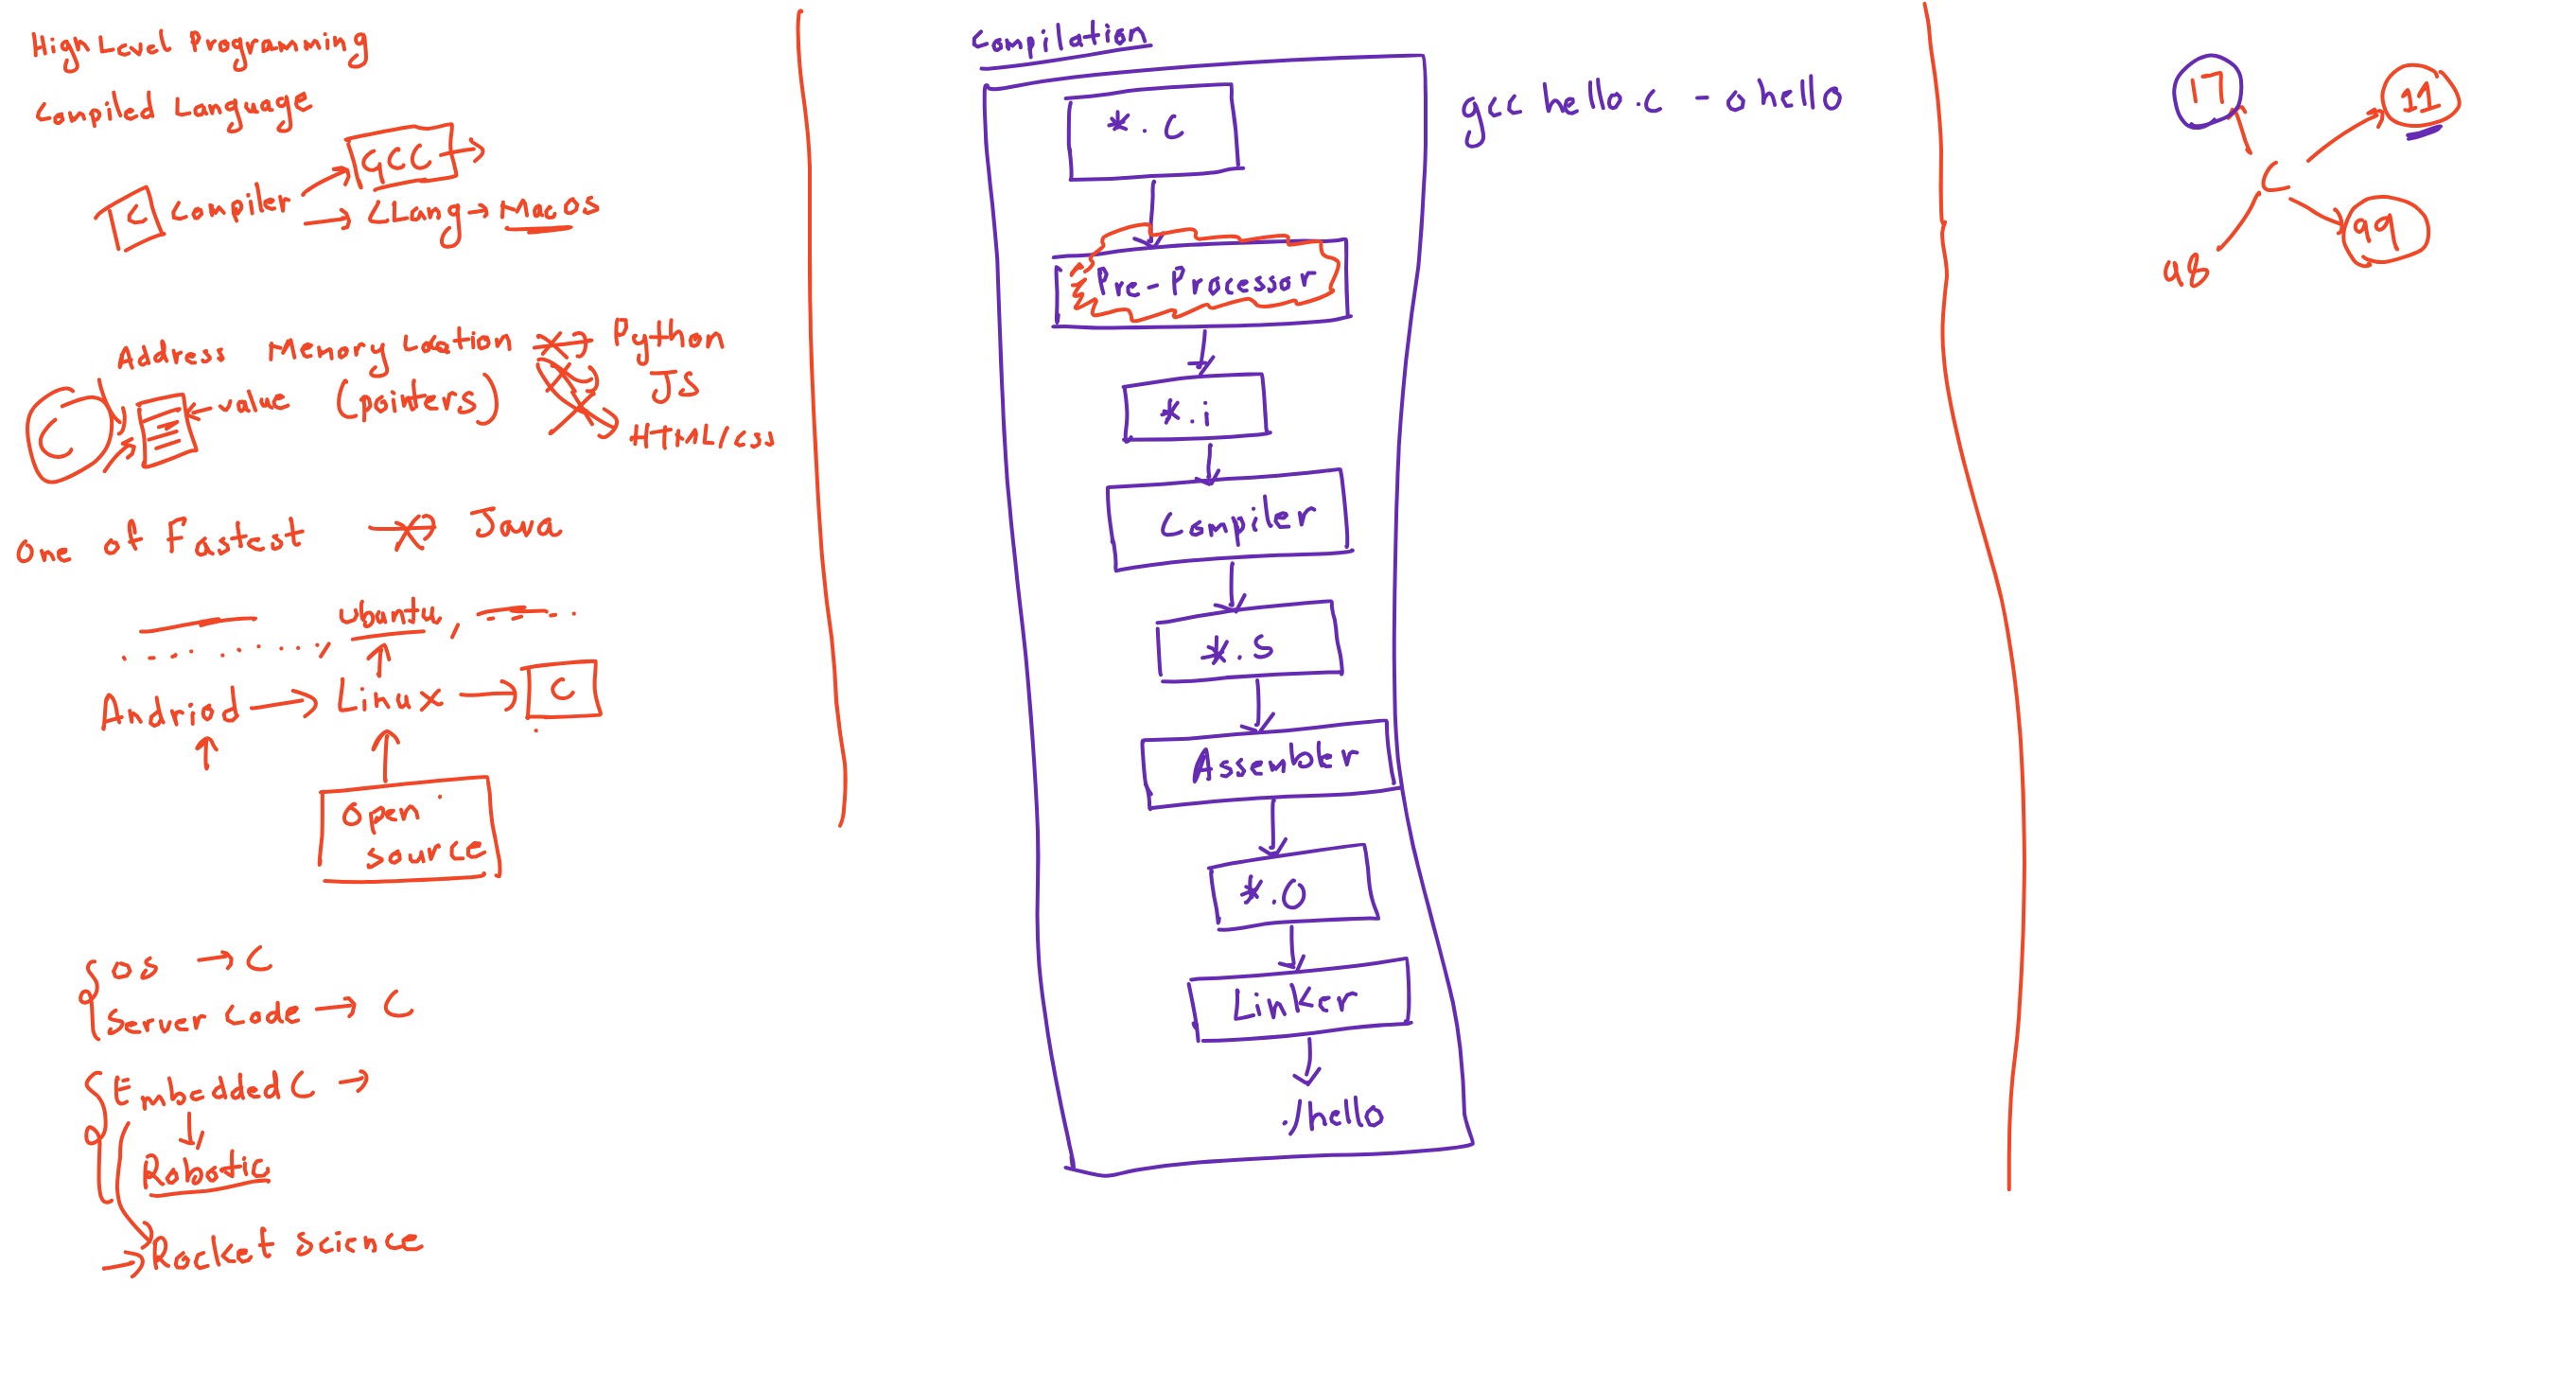 High Level Programming
Compiled Language
C Compiler → GCC →
→ CLang → MacOS
Address Memory Location → Python
C value (pointers) JS
HTML/CSS
One of Fastest → Java
........, Ubuntu, ------..
Andriod → Linux → C
Open
source
OS → C
Server Code → C
Embedded C →
Robotic
→ Rocket Science
Compilation
*.C
Pre-Processor
*.i
Compiler
*.S
Assembler
*.O
Linker
./hello
gcc hello.c -o hello
17
11
C
99